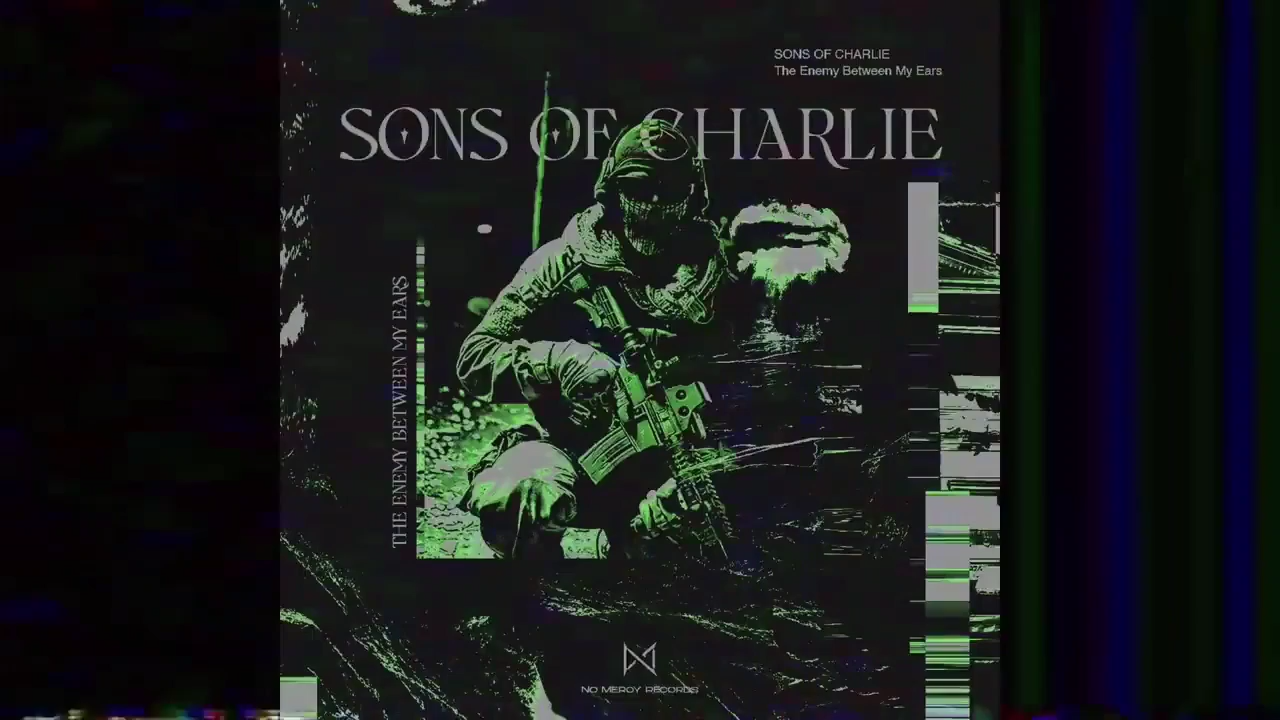 SONS OF CHARLIE
The Enemy Between My Ears
SONS OF CHARLIE
THE ENEMY BETWEEN MY EARS
NO MERCY RECORDS